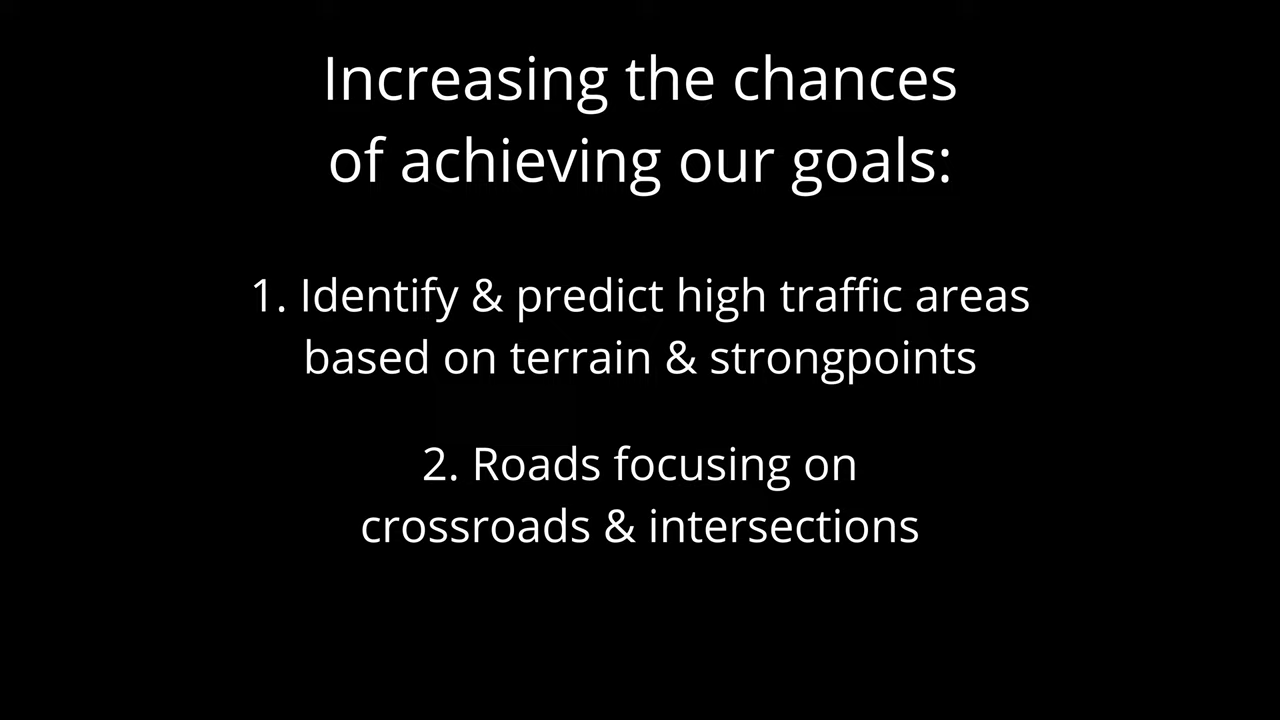 Increasing the chances
of achieving our goals:
1. Identify & predict high traffic areas
based on terrain & strongpoints
2. Roads focusing on
crossroads & intersections